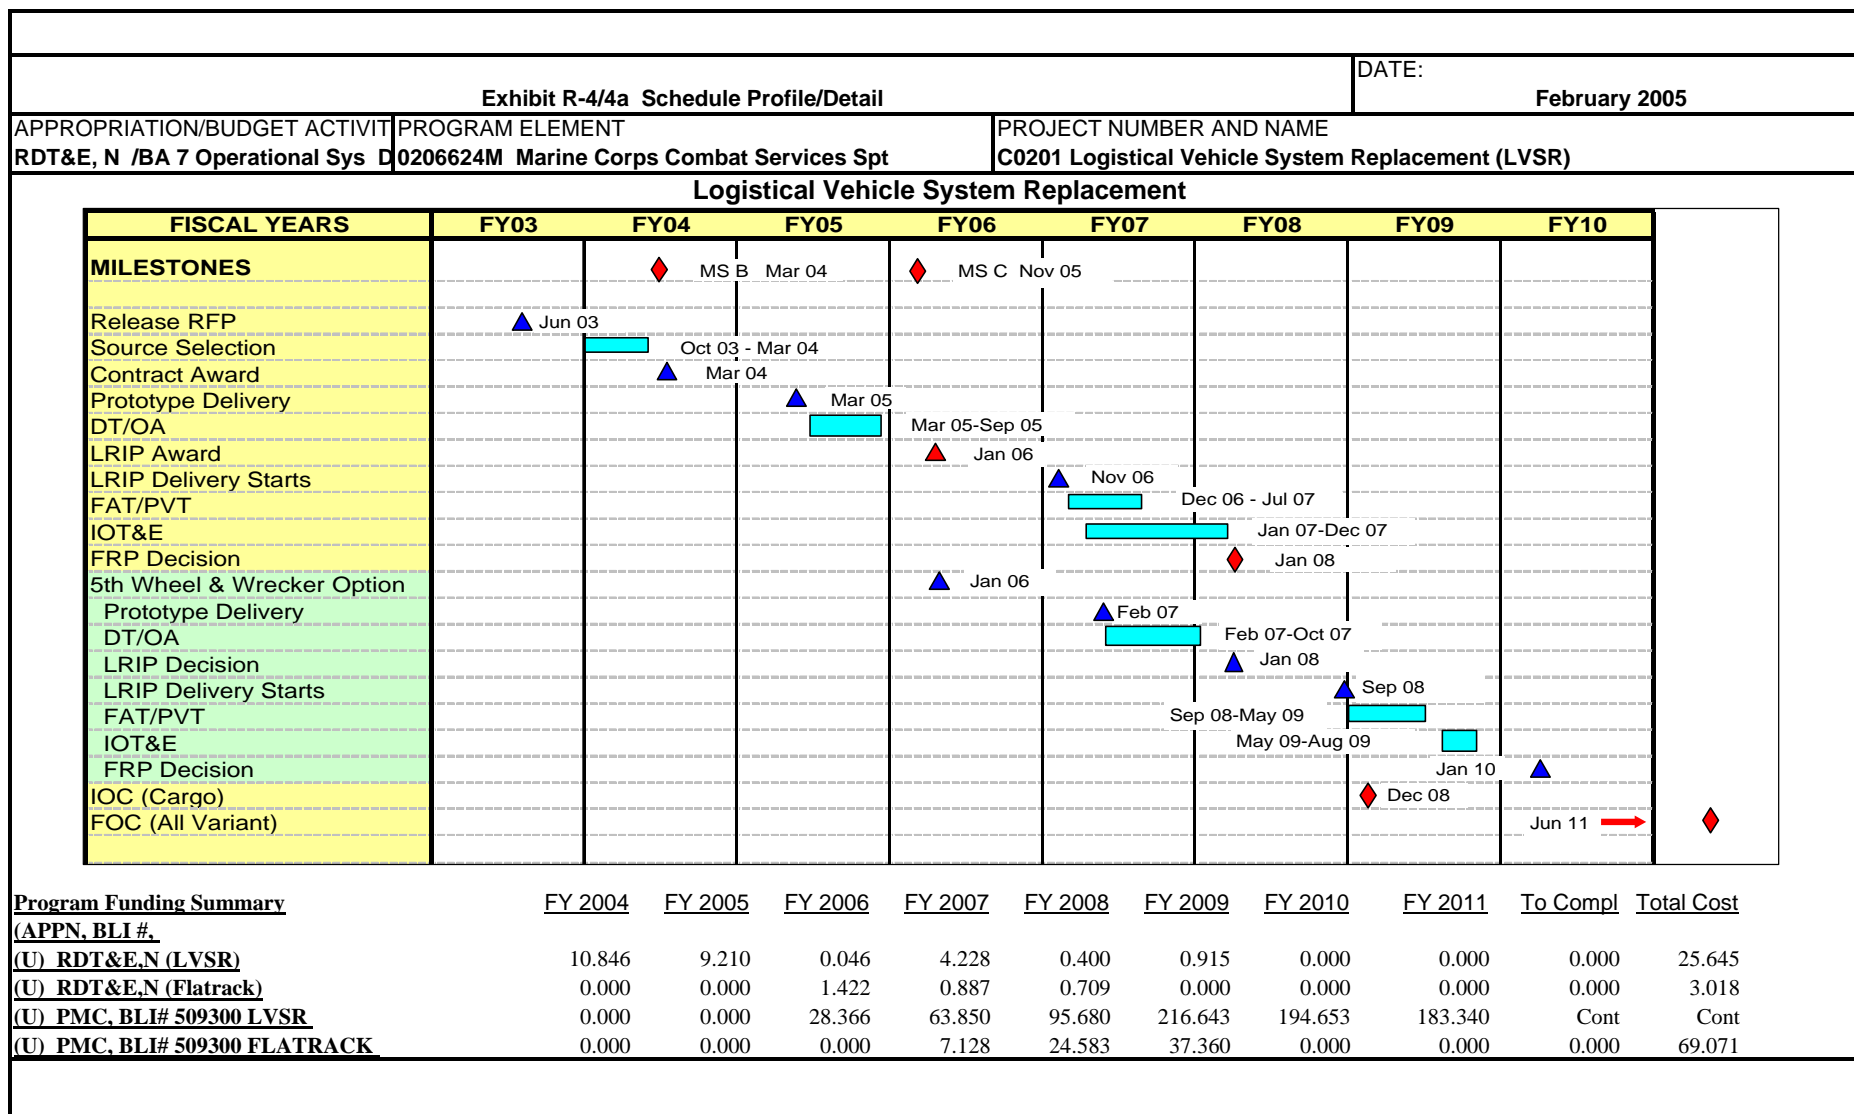 DATE:
Exhibit R-4/4a Schedule Profile/Detail February 2005
APPROPRIATION/BUDGET ACTIVIT PROGRAM ELEMENT PROJECT NUMBER AND NAME
RDT&E, N /BA 7 Operational Sys D 0206624M Marine Corps Combat Services Spt C0201 Logistical Vehicle System Replacement (LVSR)
Logistical Vehicle System Replacement
FISCAL YEARS FY03 FY04 FY05 FY06 FY07 FY08 FY09 FY10
MILESTONES MS B Mar 04 MS C Nov 05
Release RFP Jun 03
Source Selection Oct 03 - Mar 04
Contract Award Mar 04
Prototype Delivery Mar 05
DT/OA Mar 05-Sep 05
LRIP Award Jan 06
LRIP Delivery Starts Nov 06
FAT/PVT Dec 06 - Jul 07
IOT&E Jan 07-Dec 07
FRP Decision Jan 08
5th Wheel & Wrecker Option Jan 06
Prototype Delivery Feb 07
DT/OA Feb 07-Oct 07
LRIP Decision Jan 08
LRIP Delivery Starts Sep 08
FAT/PVT Sep 08-May 09
IOT&E May 09-Aug 09
FRP Decision Jan 10
IOC (Cargo) Dec 08
FOC (All Variant) Jun 11
Program Funding Summary FY 2004 FY 2005 FY 2006 FY 2007 FY 2008 FY 2009 FY 2010 FY 2011 To Compl Total Cost
(APPN, BLI #,
(U) RDT&E,N (LVSR) 10.846 9.210 0.046 4.228 0.400 0.915 0.000 0.000 0.000 25.645
(U) RDT&E,N (Flatrack) 0.000 0.000 1.422 0.887 0.709 0.000 0.000 0.000 0.000 3.018
(U) PMC, BLI# 509300 LVSR 0.000 0.000 28.366 63.850 95.680 216.643 194.653 183.340 Cont Cont
(U) PMC, BLI# 509300 FLATRACK 0.000 0.000 0.000 7.128 24.583 37.360 0.000 0.000 0.000 69.071